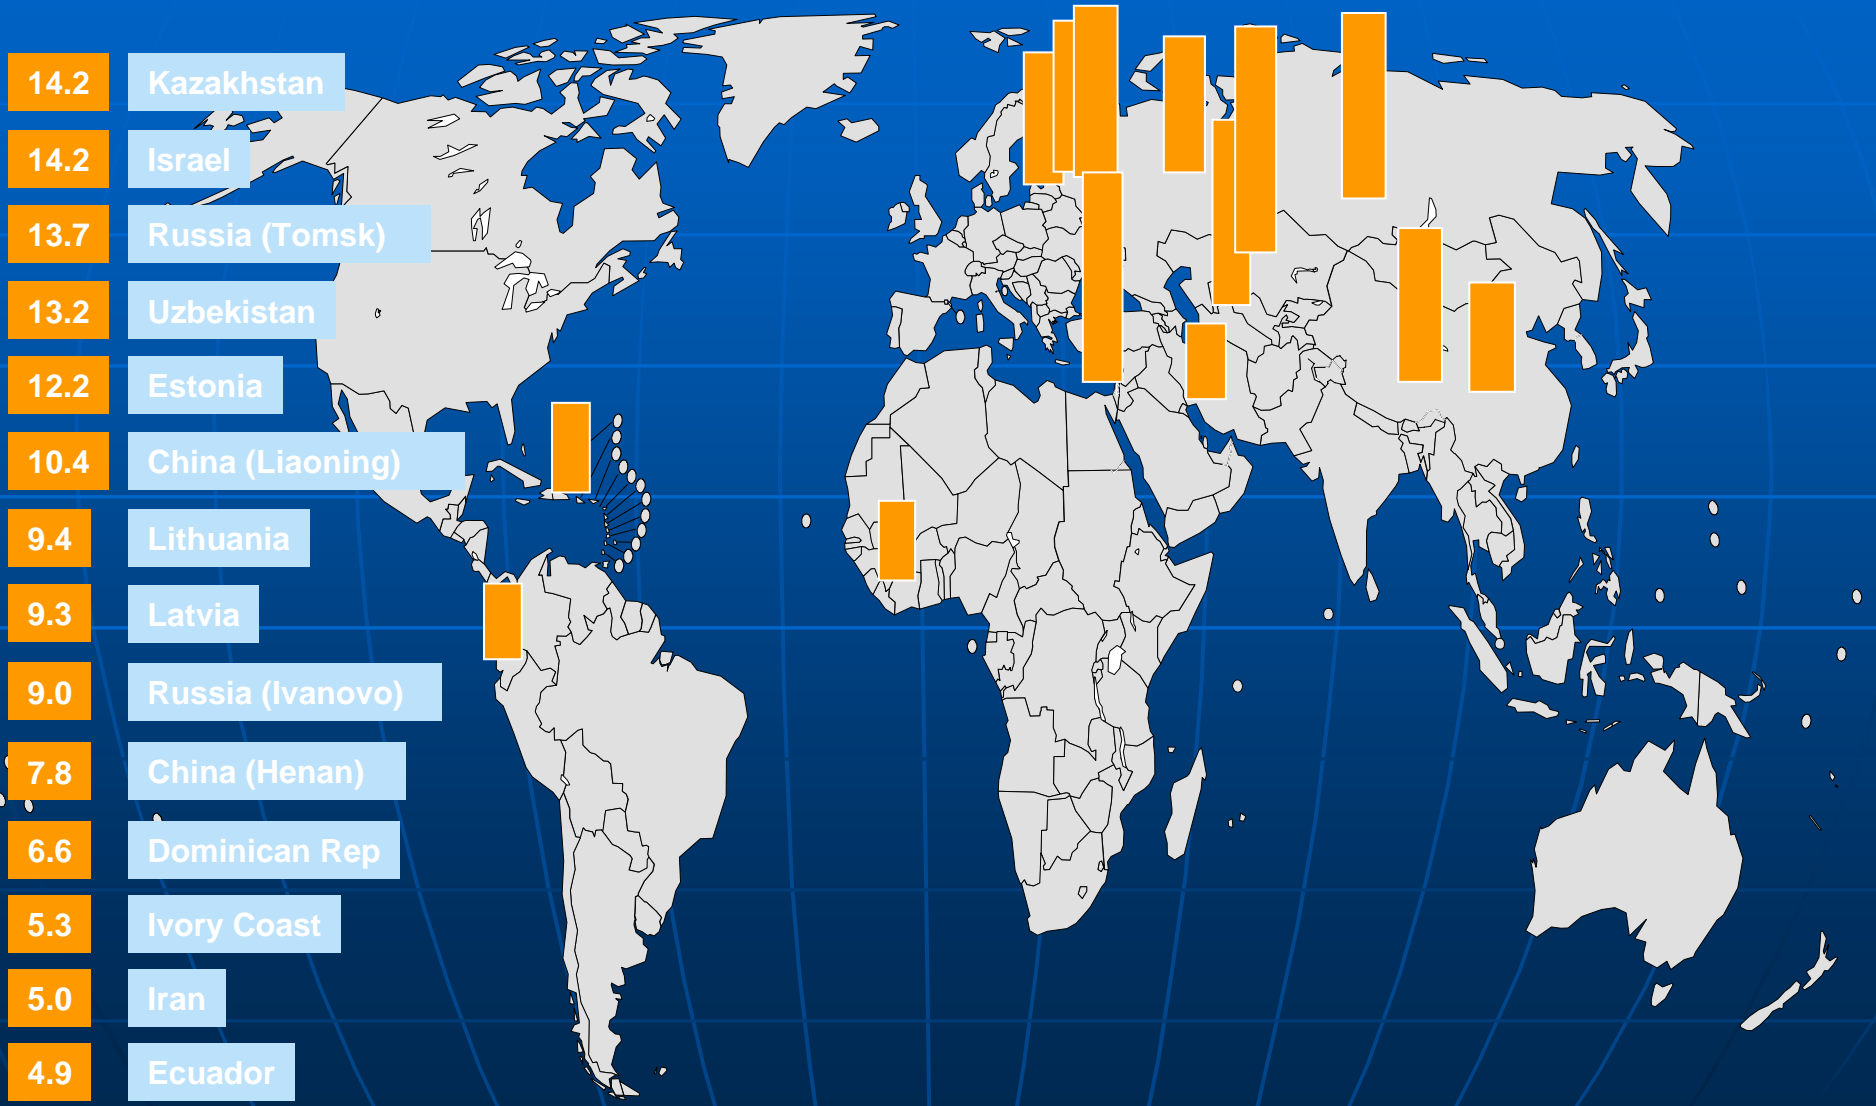 14.2 Kazakhstan
14.2 Israel
13.7 Russia (Tomsk)
13.2 Uzbekistan
12.2 Estonia
10.4 China (Liaoning)
9.4 Lithuania
9.3 Latvia
9.0 Russia (Ivanovo)
7.8 China (Henan)
6.6 Dominican Rep
5.3 Ivory Coast
5.0 Iran
4.9 Ecuador